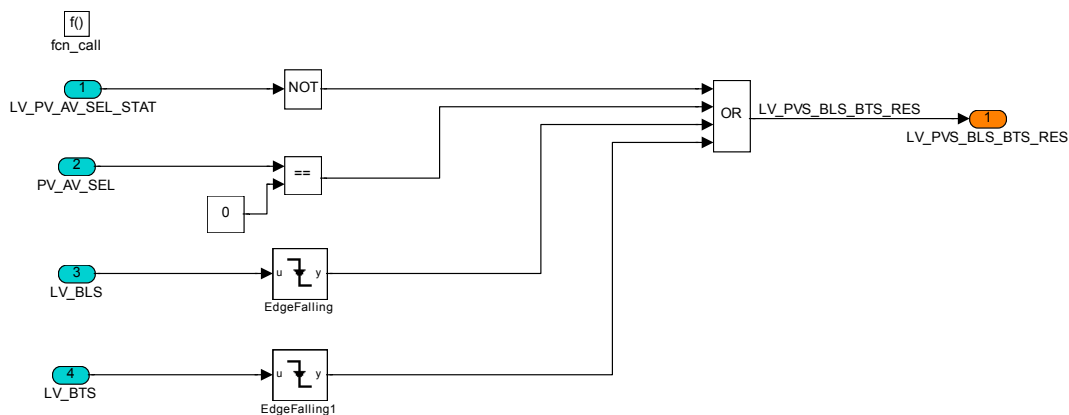 f()
fcn_call
1
LV_PV_AV_SEL_STAT
NOT
OR
LV_PVS_BLS_BTS_RES
1
LV_PVS_BLS_BTS_RES
2
PV_AV_SEL
==
0
3
LV_BLS
u y
EdgeFalling
4
LV_BTS
u y
EdgeFalling1